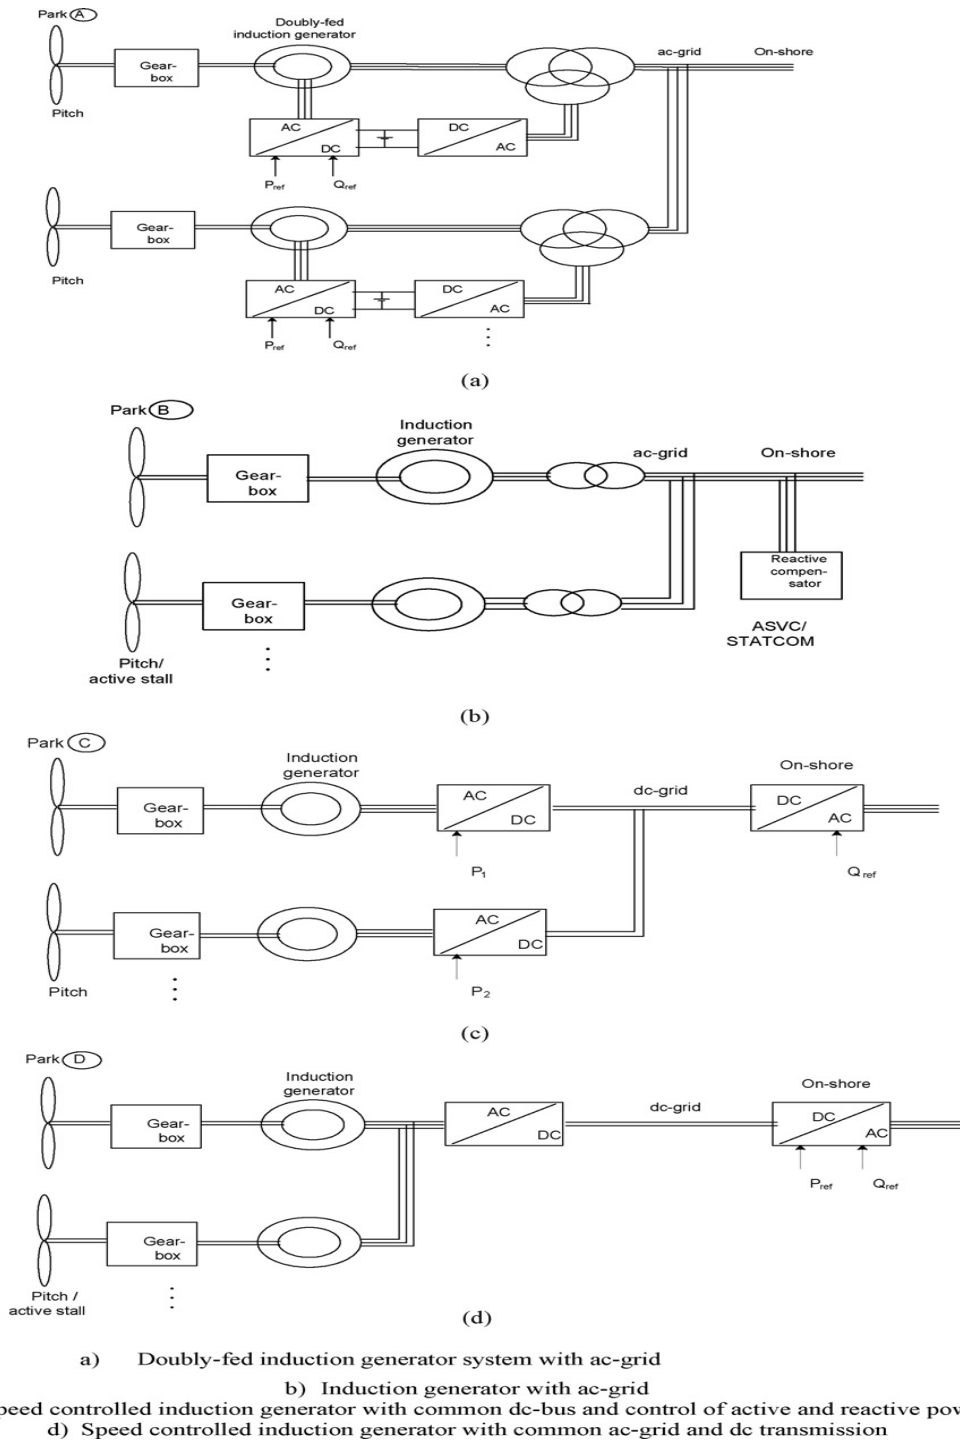 Park A
Doubly-fed
induction generator
Gear-
box
ac-grid
On-shore
Pitch
AC
DC
DC
AC
Pref
Qref
Gear-
box
Pitch
AC
DC
DC
AC
Pref
Qref
(a)
Park B
Induction
generator
ac-grid
On-shore
Gear-
box
Reactive
compen-
sator
Gear-
box
ASVC/
STATCOM
Pitch/
active stall
(b)
Park C
Induction
generator
On-shore
Gear-
box
AC
DC
dc-grid
DC
AC
P1
Qref
Gear-
box
AC
DC
Pitch
P2
(c)
Park D
Induction
generator
On-shore
Gear-
box
AC
DC
dc-grid
DC
AC
Pref
Qref
Gear-
box
Pitch /
active stall
(d)
a) Doubly-fed induction generator system with ac-grid
b) Induction generator with ac-grid
peed controlled induction generator with common dc-bus and control of active and reactive pow
d) Speed controlled induction generator with common ac-grid and dc transmission